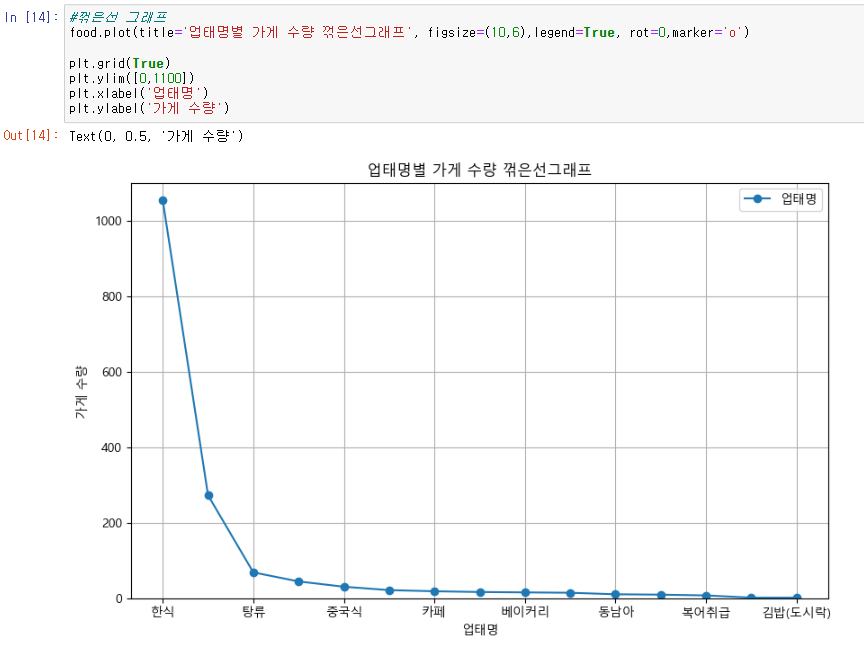 In [14]: #꺾은선 그래프
food.plot(title='업태명별 가게 수량 꺾은선그래프', figsize=(10,6),legend=True, rot=0,marker='o')
plt.grid(True)
plt.ylim([0,1100])
plt.xlabel('업태명')
plt.ylabel('가게 수량')
Out[14]: Text(0, 0.5, '가게 수량')
업태명별 가게 수량 꺾은선그래프
업태명
1000
800
600
400
200
0
가게 수량
한식 탕류 중국식 카페 베이커리 동남아 복어취급 김밥(도시락)
업태명